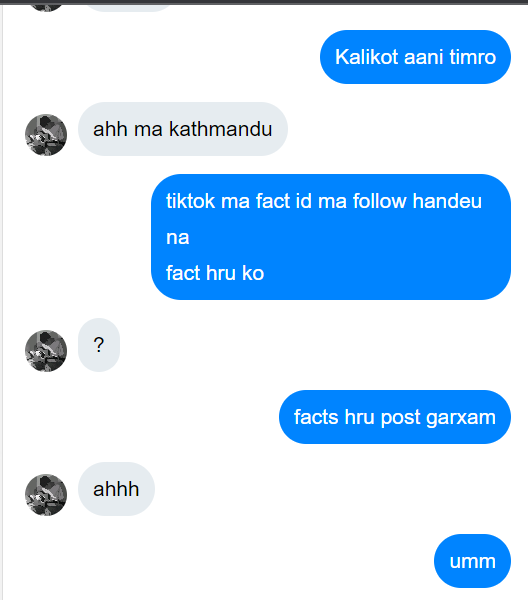 Kalikot aani timro
ahh ma kathmandu
tiktok ma fact id ma follow handeu
na
fact hru ko
?
facts hru post garxam
ahhh
umm